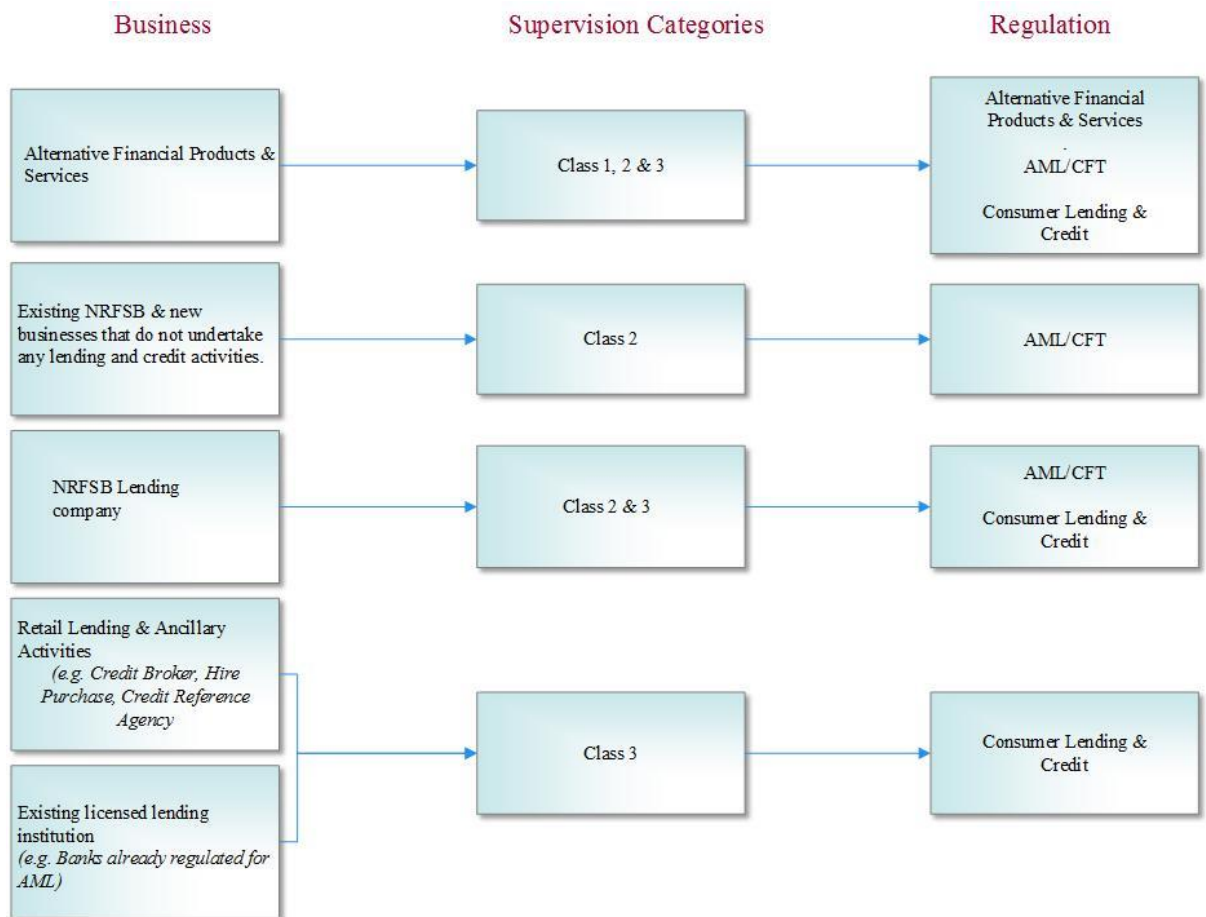 Business
Supervision Categories
Regulation
Alternative Financial Products &
Services
Class 1, 2 & 3
Alternative Financial
Products & Services
.
AML/CFT
Consumer Lending &
Credit
Existing NRFSB & new
businesses that do not undertake
any lending and credit activities.
Class 2
AML/CFT
NRFSB Lending
company
Class 2 & 3
AML/CFT
Consumer Lending &
Credit
Retail Lending & Ancillary
Activities
(e.g. Credit Broker, Hire
Purchase, Credit Reference
Agency
Existing licensed lending
institution
(e.g. Banks already regulated for
AML)
Class 3
Consumer Lending &
Credit